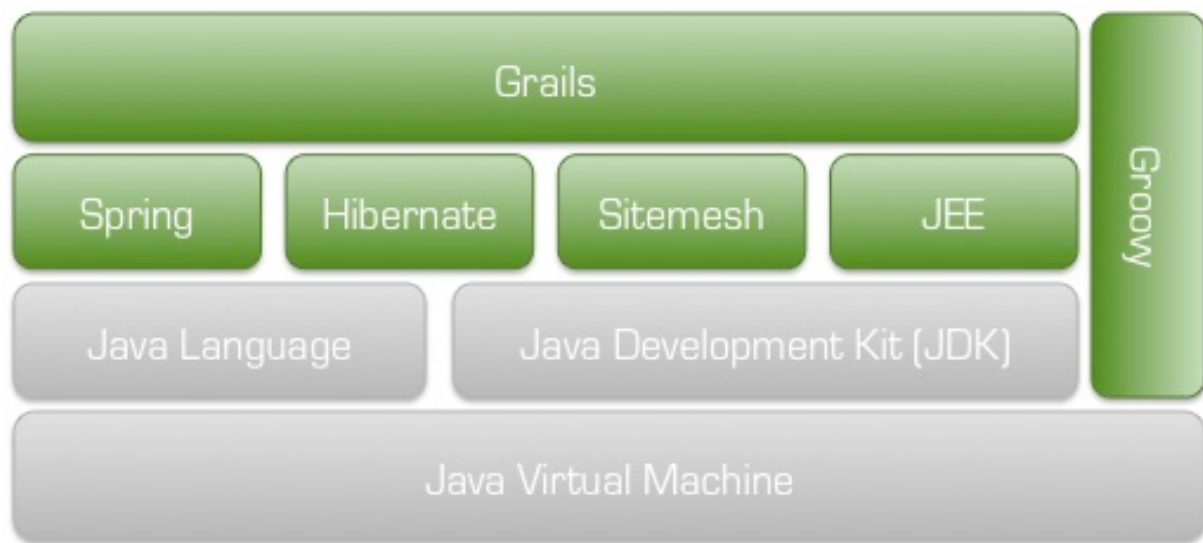 Grails
Groovy
Spring
Hibernate
Sitemesh
JEE
Java Language
Java Development Kit (JDK)
Java Virtual Machine